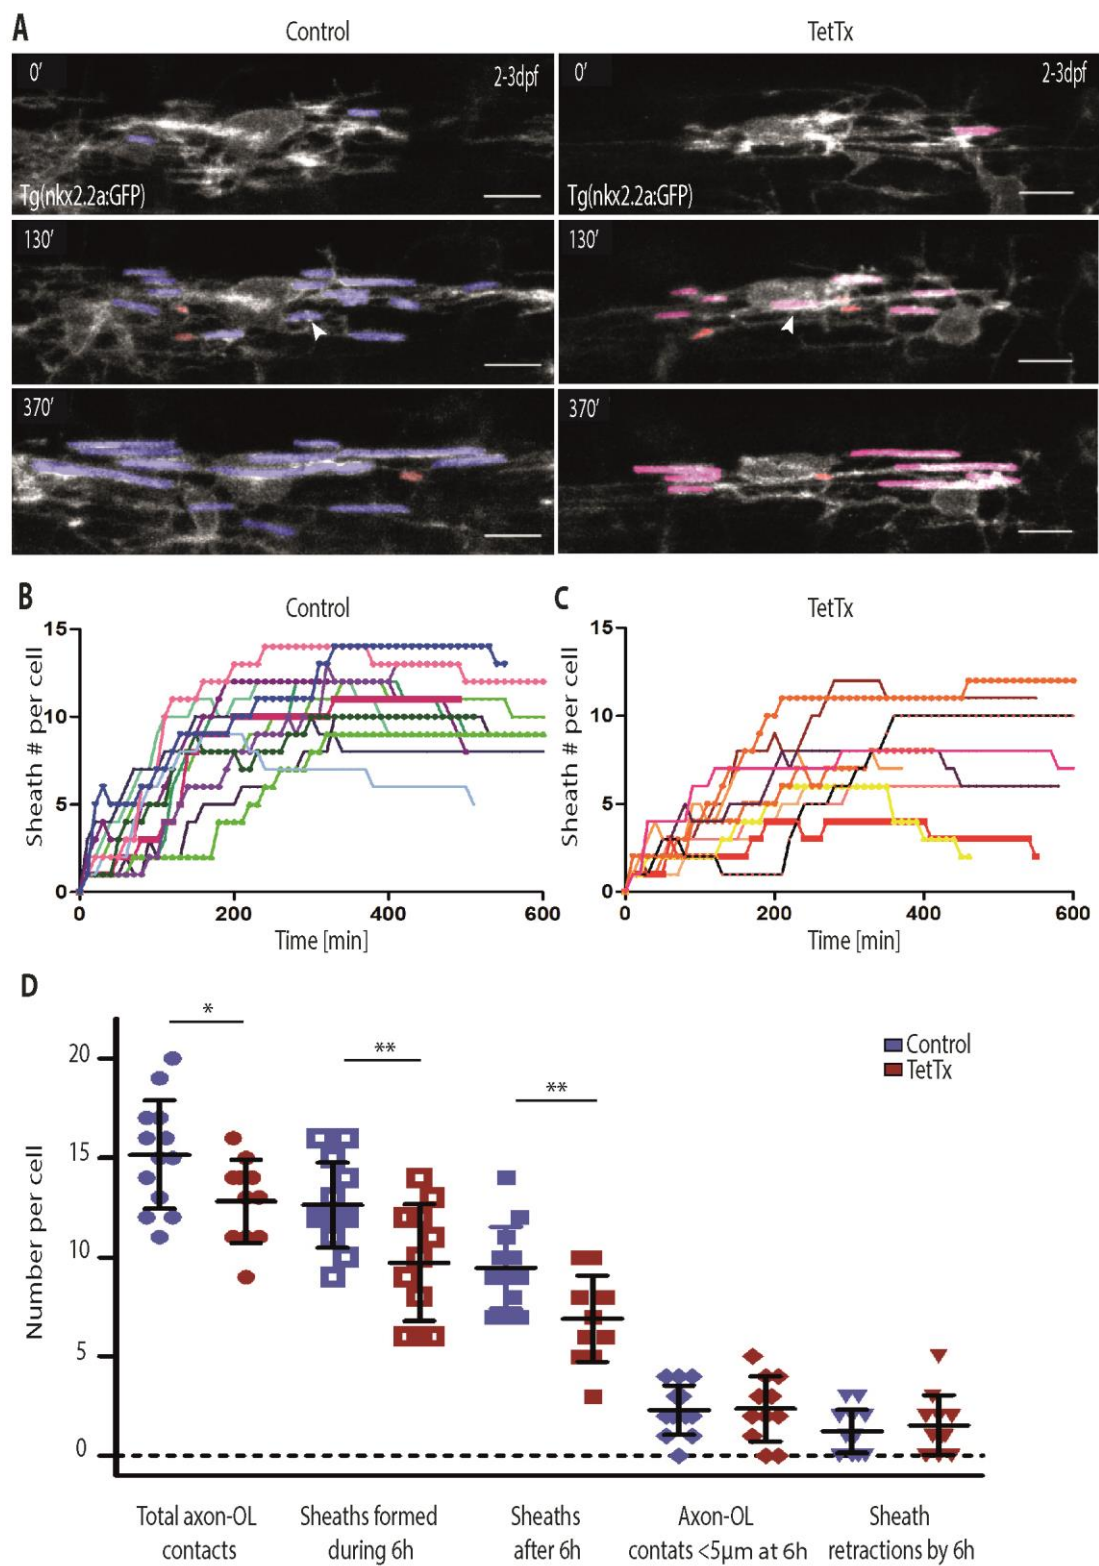 A
Control
TetTx
0'
2-3dpf
Tg(nkx2.2a:GFP)
0'
2-3dpf
Tg(nkx2.2a:GFP)
130'
130'
370'
370'
B
Control
Sheath # per cell
15
10
5
0
0
200
400
600
Time [min]
C
TetTx
Sheath # per cell
15
10
5
0
0
200
400
600
Time [min]
D
*
**
**
Control
TetTx
Number per cell
20
15
10
5
0
Total axon-OL
contacts
Sheaths formed
during 6h
Sheaths
after 6h
Axon-OL
contats <5µm at 6h
Sheath
retractions by 6h